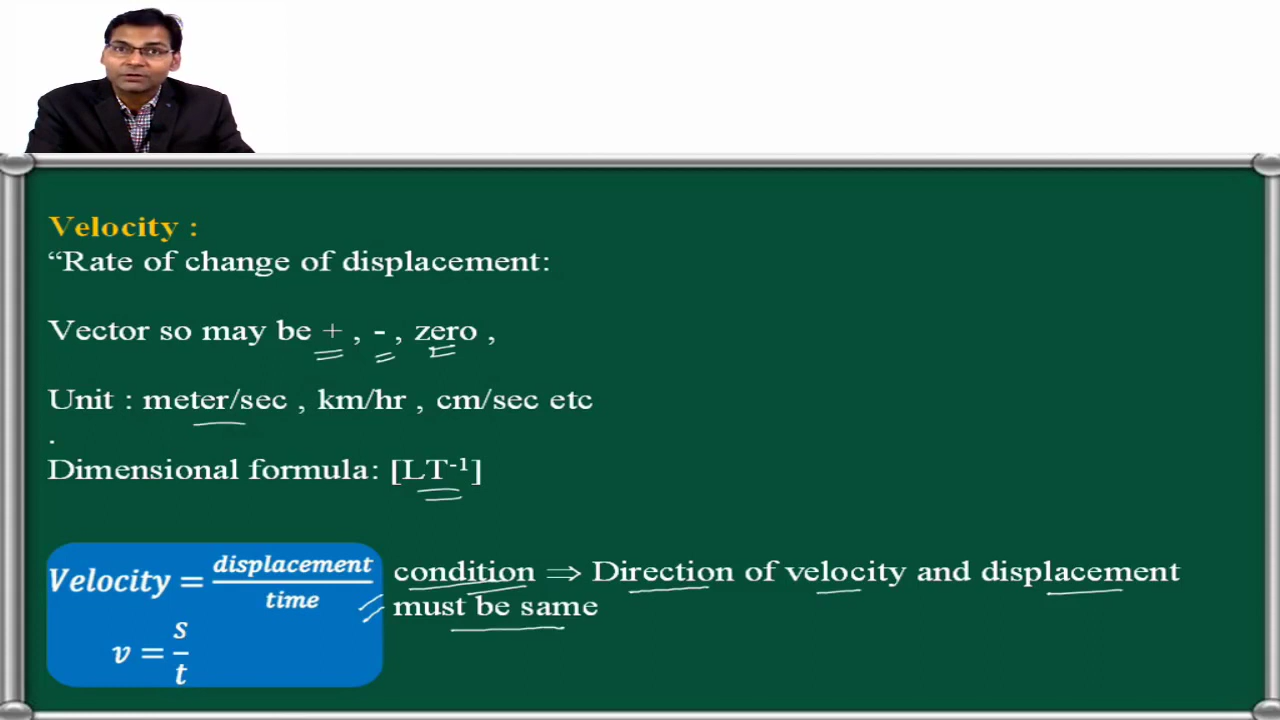 Velocity :
“Rate of change of displacement:
Vector so may be + , - , zero ,
Unit : meter/sec , km/hr , cm/sec etc
.
Dimensional formula: [LT⁻¹]
Velocity = displacement/time
v = s/t
condition ⇒ Direction of velocity and displacement
must be same